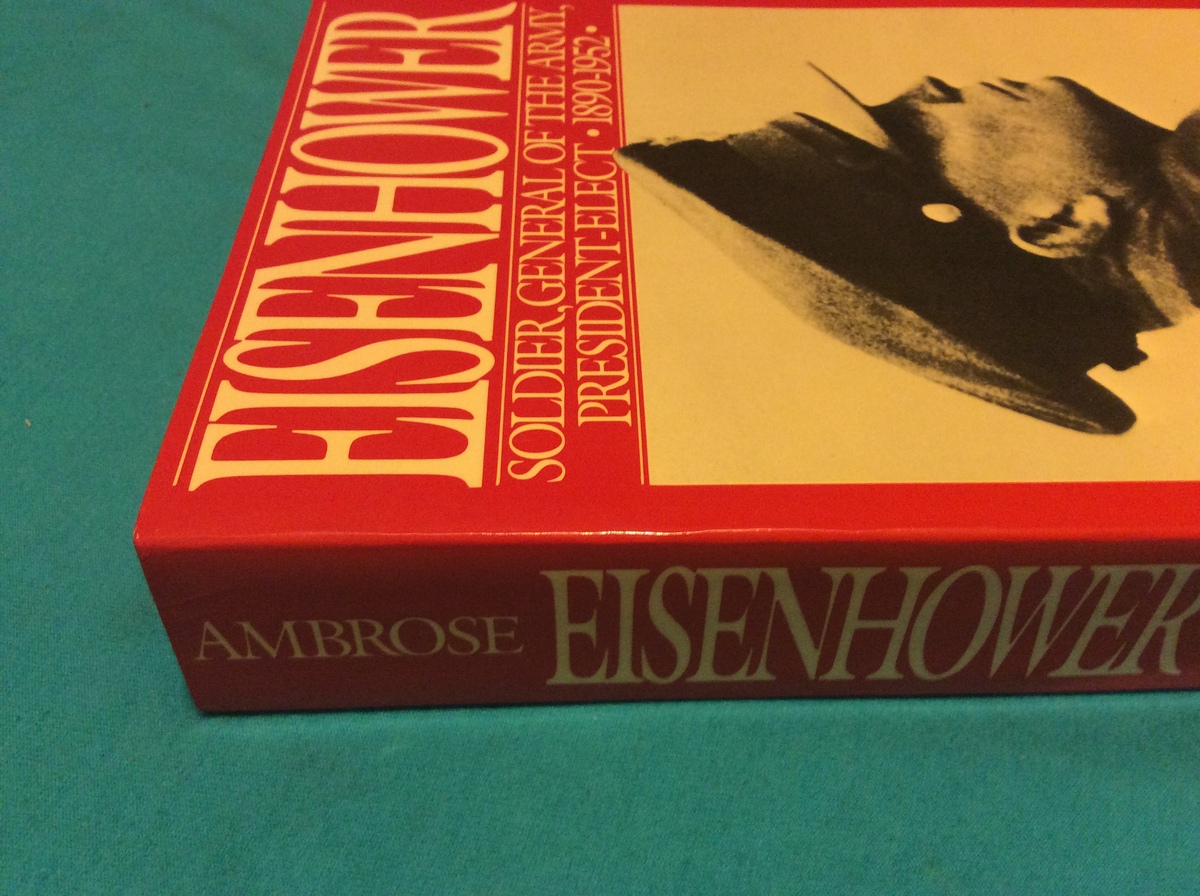 EISENHOWER
SOLDIER, GENERAL OF THE ARMY,
PRESIDENT-ELECT • 1890-1952 •
AMBROSE EISENHOWER